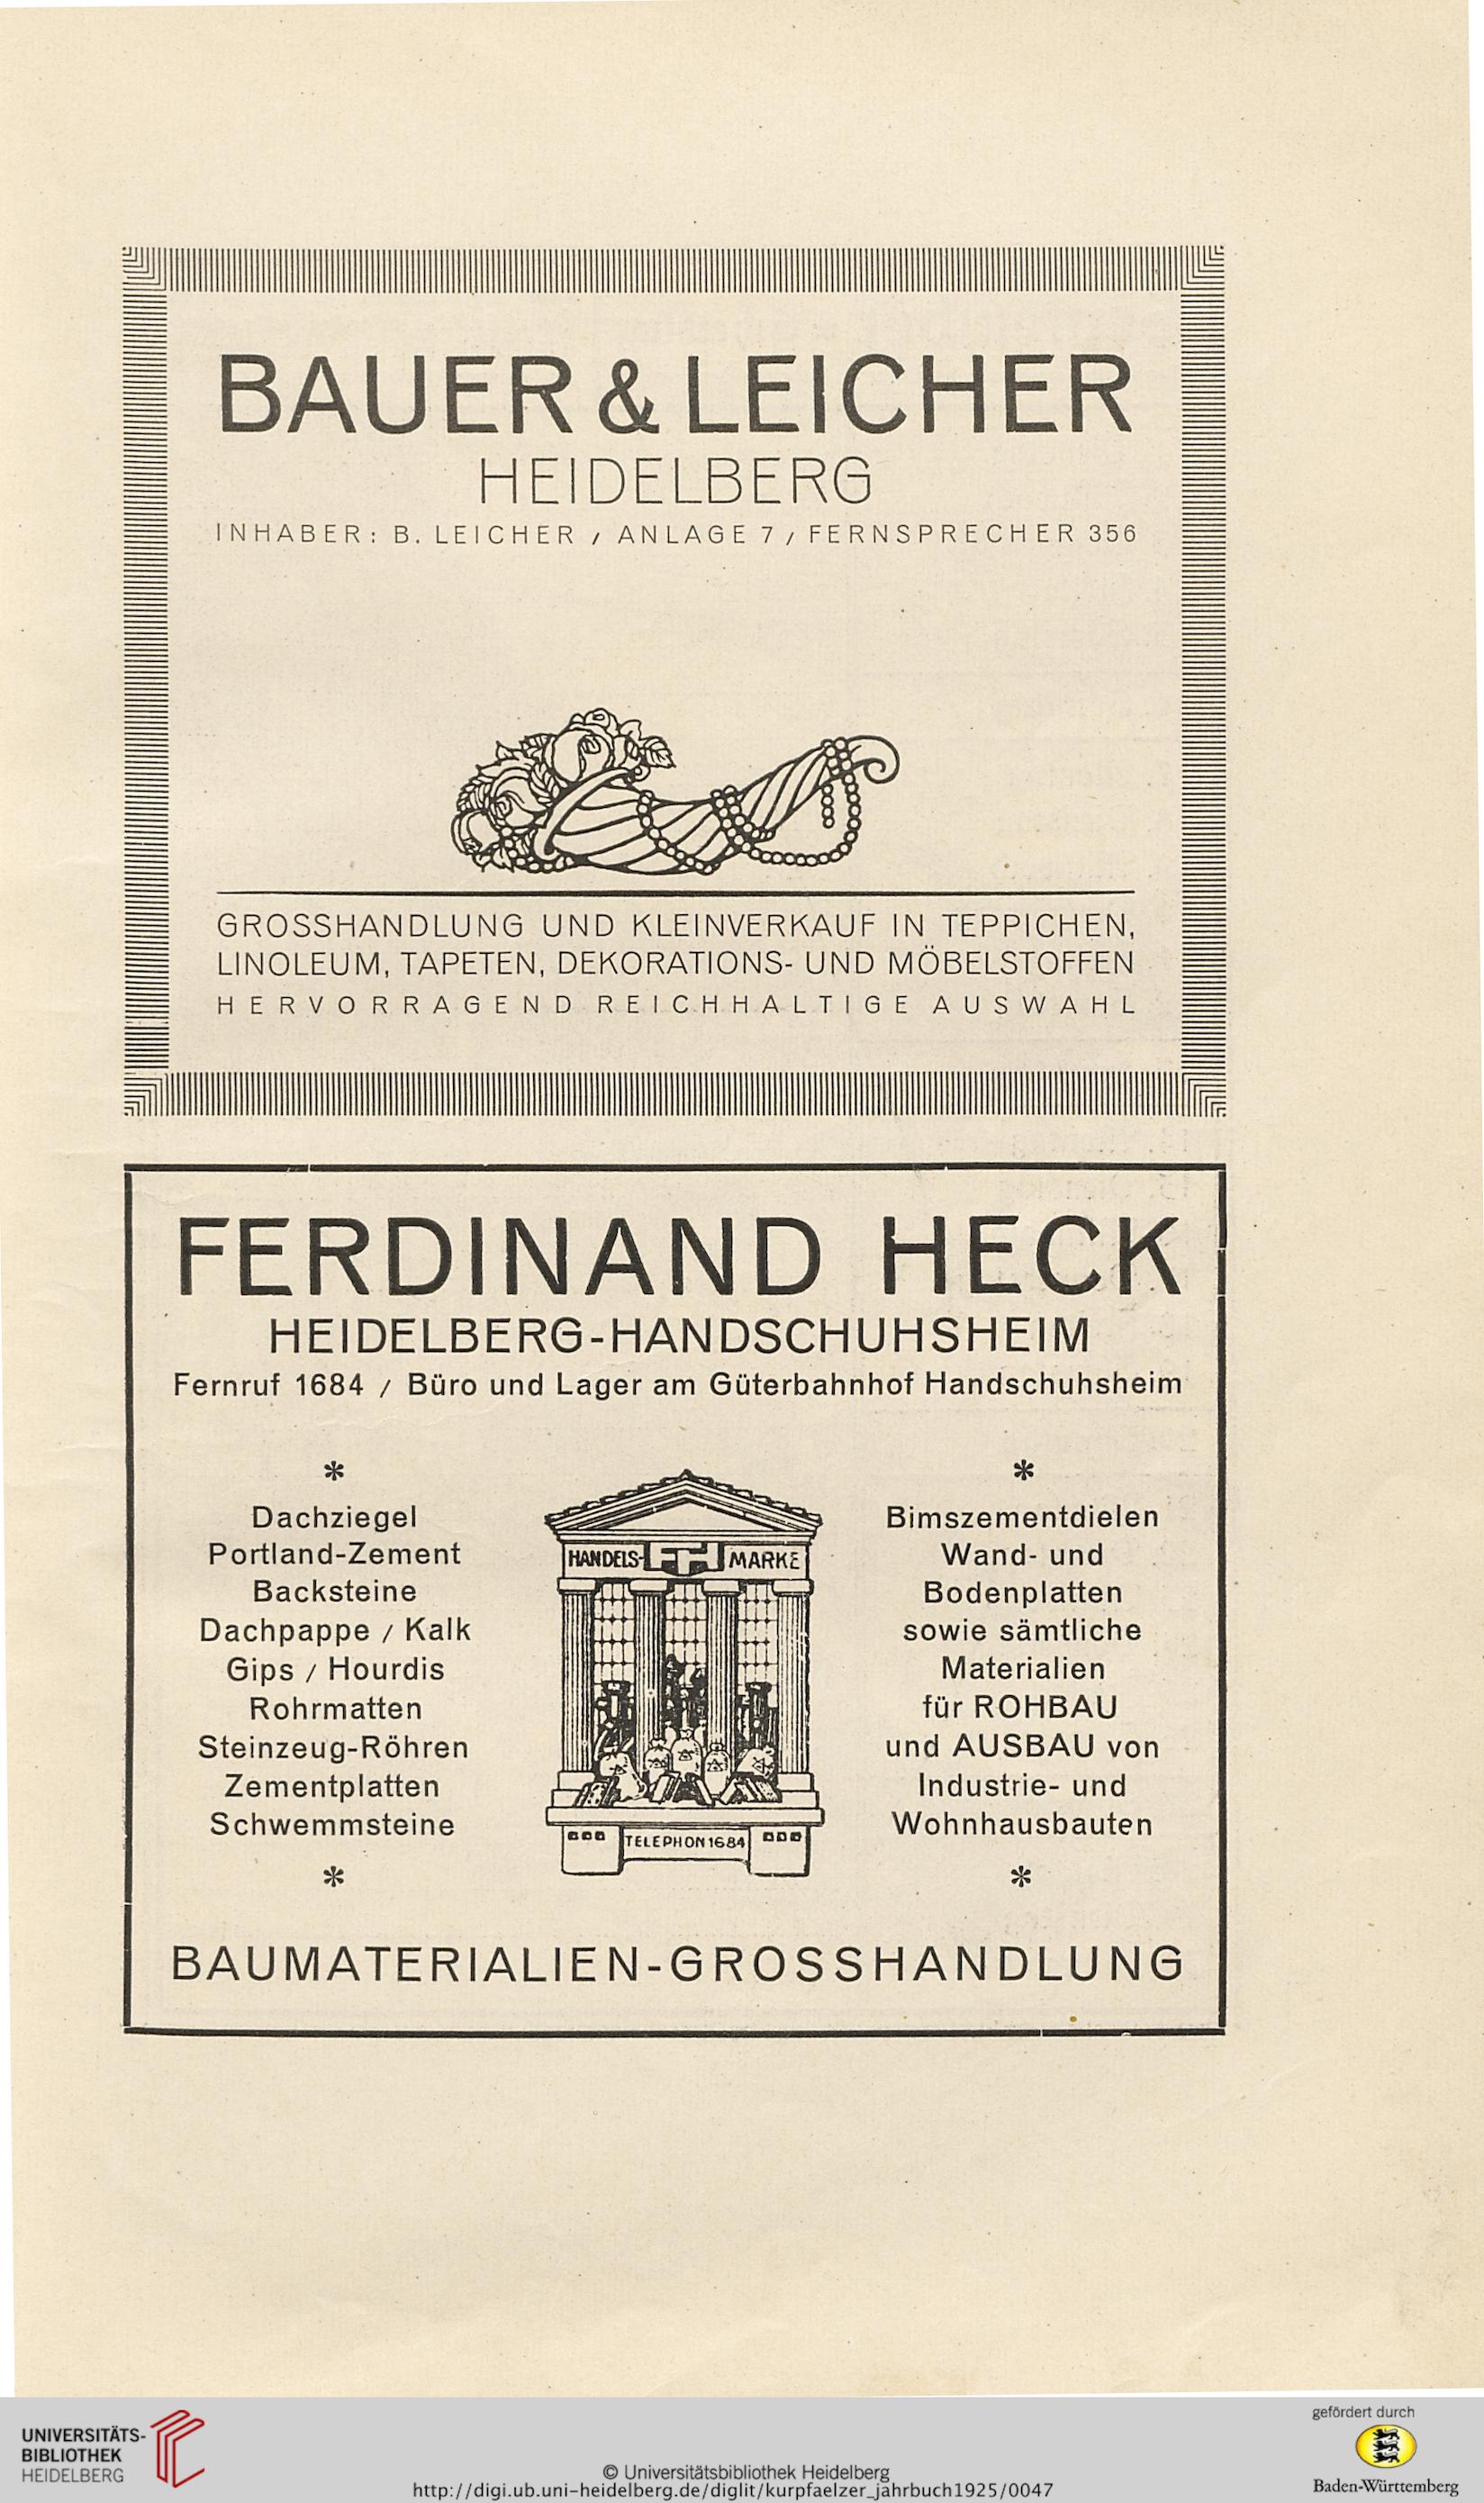 BAUER & LEICHER
HEIDELBERG
INHABER: B. LEICHER / ANLAGE 7 / FERNSPRECHER 356
GROSSHANDLUNG UND KLEINVERKAUF IN TEPPICHEN,
LINOLEUM, TAPETEN, DEKORATIONS- UND MÖBELSTOFFEN
HERVORRAGEND REICHHALTIGE AUSWAHL
FERDINAND HECK
HEIDELBERG-HANDSCHUHSHEIM
Fernruf 1684 / Büro und Lager am Güterbahnhof Handschuhsheim
*
Dachziegel
Portland-Zement
Backsteine
Dachpappe / Kalk
Gips / Hourdis
Rohrmatten
Steinzeug-Röhren
Zementplatten
Schwemmsteine
*
HANDELS- FH MARKE
TELEPHON 1684
*
Bimszementdielen
Wand- und
Bodenplatten
sowie sämtliche
Materialien
für ROHBAU
und AUSBAU von
Industrie- und
Wohnhausbauten
*
BAUMATERIALIEN-GROSSHANDLUNG
UNIVERSITÄTS-
BIBLIOTHEK
HEIDELBERG
© Universitätsbibliothek Heidelberg
http://digi.ub.uni-heidelberg.de/diglit/kurpfaelzer_jahrbuch1925/0047
gefördert durch
Baden-Württemberg